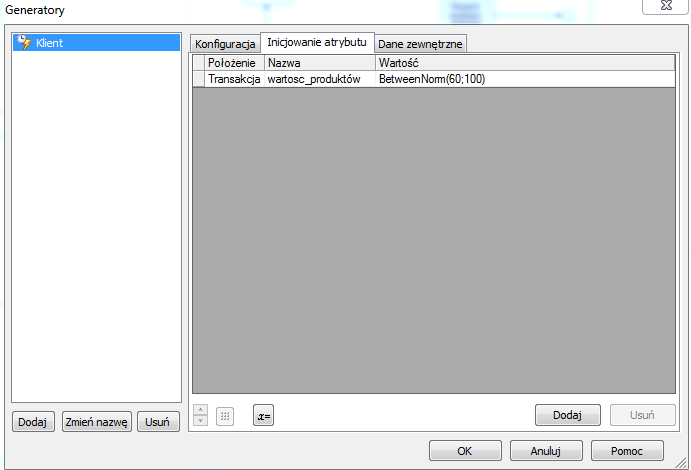 Generatory
Klient
Konfiguracja Inicjowanie atrybutu Dane zewnętrzne
Położenie Nazwa Wartość
Transakcja wartosc_produktów BetweenNorm(60;100)
x=
Dodaj Zmień nazwę Usuń Dodaj Usuń
OK Anuluj Pomoc